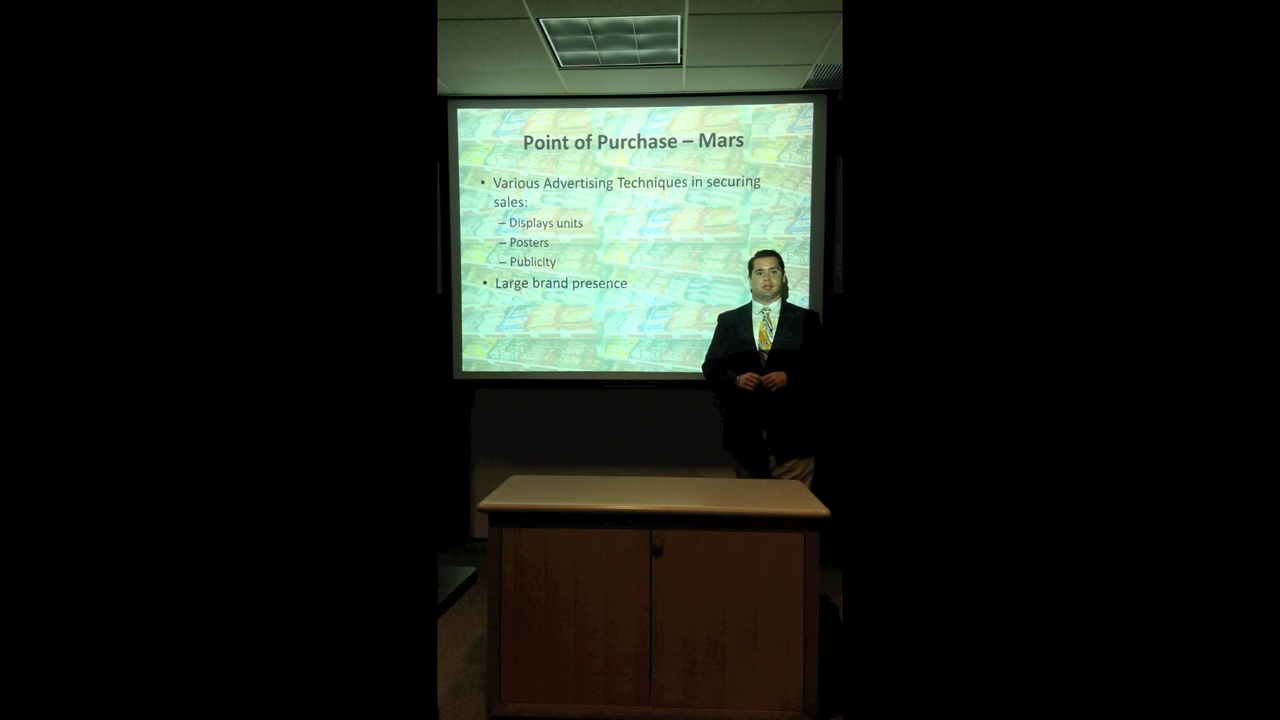 Point of Purchase – Mars
• Various Advertising Techniques in securing
sales:
– Displays units
– Posters
– Publicity
• Large brand presence